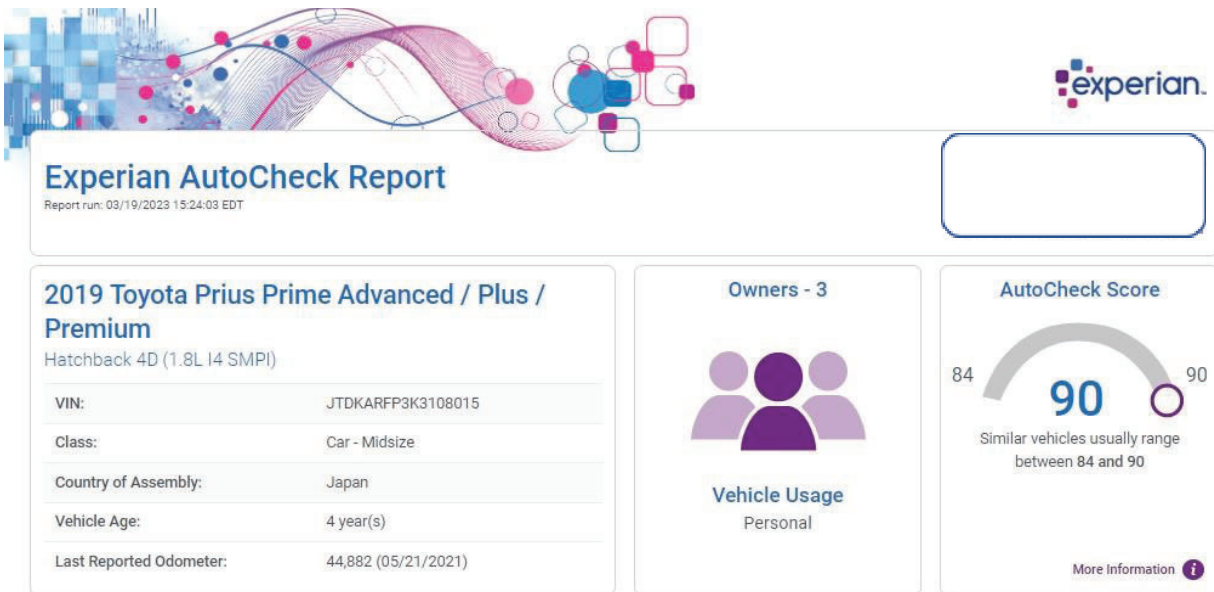 experian.
Experian AutoCheck Report
Report run: 03/19/2023 15:24:03 EDT
2019 Toyota Prius Prime Advanced / Plus /
Premium
Hatchback 4D (1.8L I4 SMPI)
VIN: JTDKARFP3K3108015
Class: Car - Midsize
Country of Assembly: Japan
Vehicle Age: 4 year(s)
Last Reported Odometer: 44,882 (05/21/2021)
Owners - 3
Vehicle Usage
Personal
AutoCheck Score
84 90
90
Similar vehicles usually range
between 84 and 90
More Information i